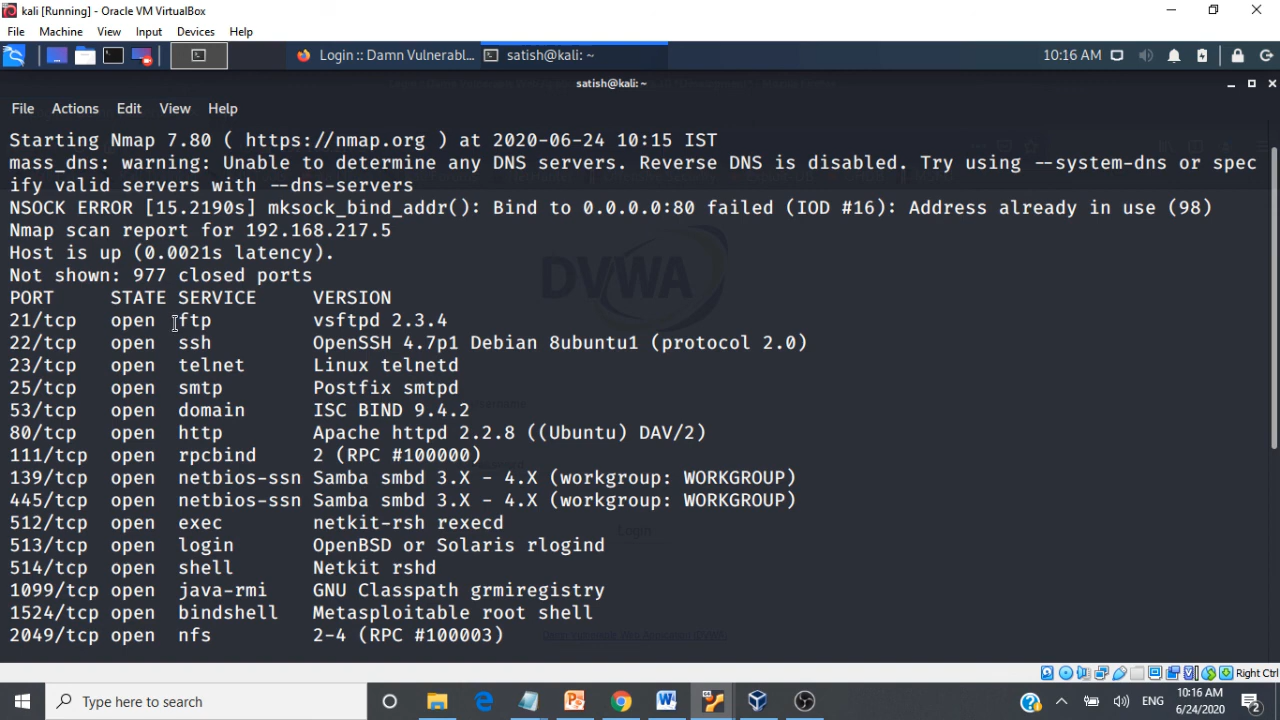 kali [Running] - Oracle VM VirtualBox
File Machine View Input Devices Help
Login :: Damn Vulnerabl... satish@kali: ~ 10:16 AM
satish@kali: ~
File Actions Edit View Help
Starting Nmap 7.80 ( https://nmap.org ) at 2020-06-24 10:15 IST
mass_dns: warning: Unable to determine any DNS servers. Reverse DNS is disabled. Try using --system-dns or spec
ify valid servers with --dns-servers
NSOCK ERROR [15.2190s] mksock_bind_addr(): Bind to 0.0.0.0:80 failed (IOD #16): Address already in use (98)
Nmap scan report for 192.168.217.5
Host is up (0.0021s latency).
Not shown: 977 closed ports
PORT STATE SERVICE VERSION
21/tcp open ftp vsftpd 2.3.4
22/tcp open ssh OpenSSH 4.7p1 Debian 8ubuntu1 (protocol 2.0)
23/tcp open telnet Linux telnetd
25/tcp open smtp Postfix smtpd
53/tcp open domain ISC BIND 9.4.2
80/tcp open http Apache httpd 2.2.8 ((Ubuntu) DAV/2)
111/tcp open rpcbind 2 (RPC #100000)
139/tcp open netbios-ssn Samba smbd 3.X - 4.X (workgroup: WORKGROUP)
445/tcp open netbios-ssn Samba smbd 3.X - 4.X (workgroup: WORKGROUP)
512/tcp open exec netkit-rsh rexecd
513/tcp open login OpenBSD or Solaris rlogind
514/tcp open shell Netkit rshd
1099/tcp open java-rmi GNU Classpath grmiregistry
1524/tcp open bindshell Metasploitable root shell
2049/tcp open nfs 2-4 (RPC #100003)
DVWA
Login
Damn Vulnerable Web Application (DVWA)
Right Ctrl
Type here to search
ENG
10:16 AM
6/24/2020
2